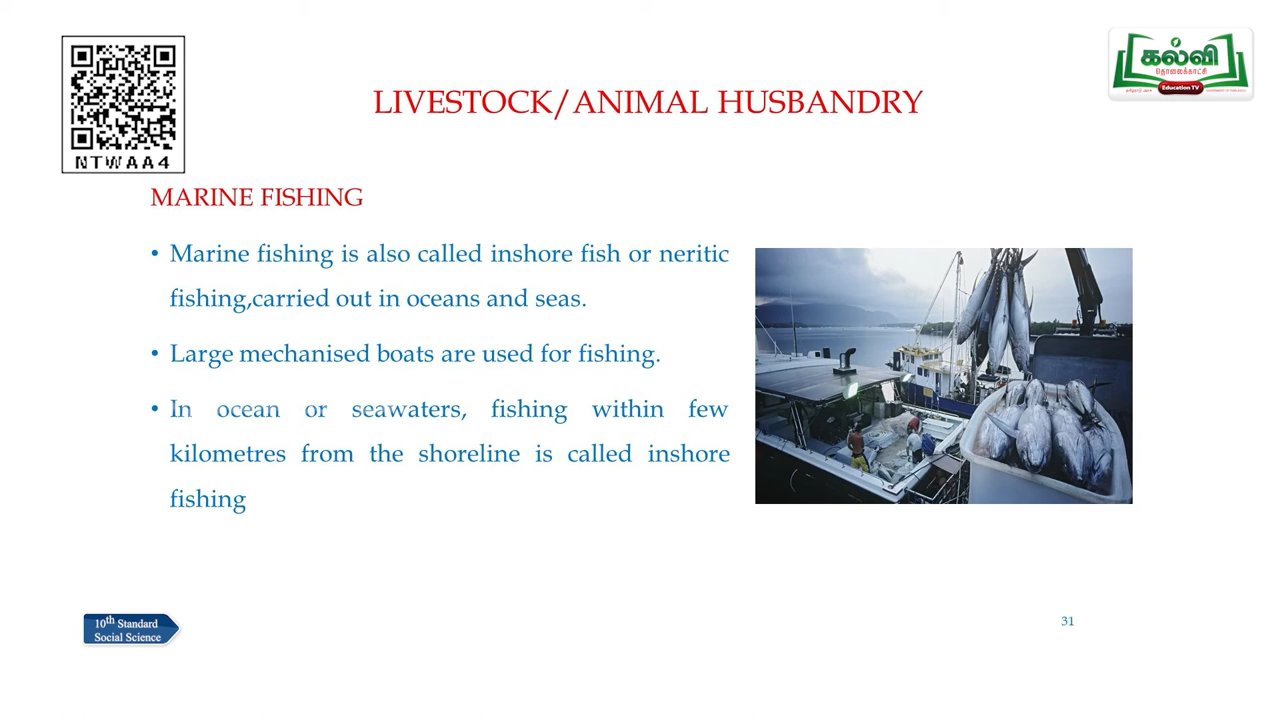 NTWAA4
கல்வி
தொலைக்காட்சி
Education TV
LIVESTOCK/ANIMAL HUSBANDRY
MARINE FISHING
• Marine fishing is also called inshore fish or neritic
fishing,carried out in oceans and seas.
• Large mechanised boats are used for fishing.
• In ocean or seawaters, fishing within few
kilometres from the shoreline is called inshore
fishing
10th Standard
Social Science
31